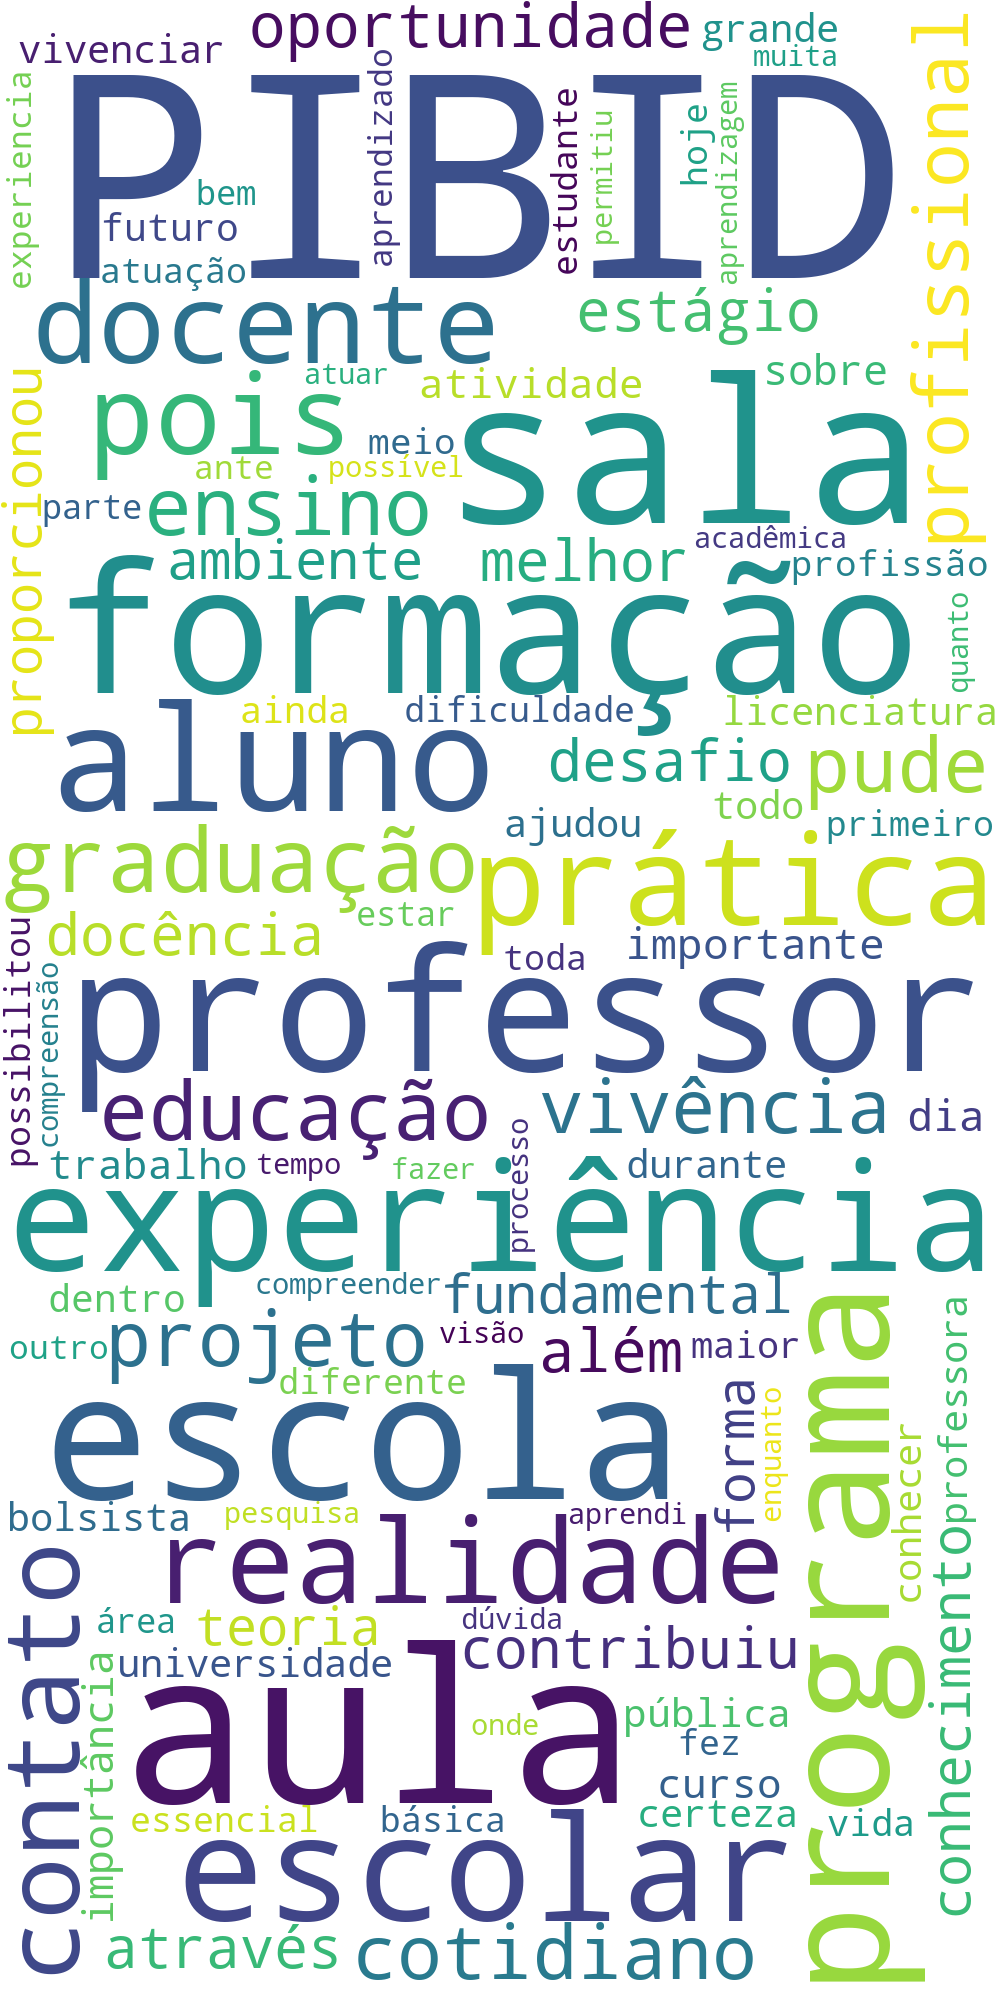 oportunidade
grande
vivenciar
muita
PIBID
profissional
experiencia
aprendizado
estudante
permitiu
hoje
aprendizagem
bem
futuro
atuação
docente
estágio
pois
atuar
atividade
sobre
sala
proporcionou
meio
ante
possível
parte
ensino
ambiente
melhor
acadêmica
profissão
formação
quanto
aluno
ainda
dificuldade
licenciatura
desafio
pude
todo
ajudou
primeiro
graduação
prática
estar
docência
importante
toda
professor
possibilitou
compreensão
educação
vivência
dia
trabalho
tempo
fazer
processo
durante
experiência
compreender
fundamental
dentro
projeto
outro
visão
além
maior
programa
professora
diferente
escola
forma
enquanto
conhecer
bolsista
pesquisa
aprendi
realidade
contato
conhecimento
área
teoria
dúvida
contribuiu
universidade
importância
aula
onde
pública
fez
curso
essencial
básica
certeza
vida
escolar
através
cotidiano